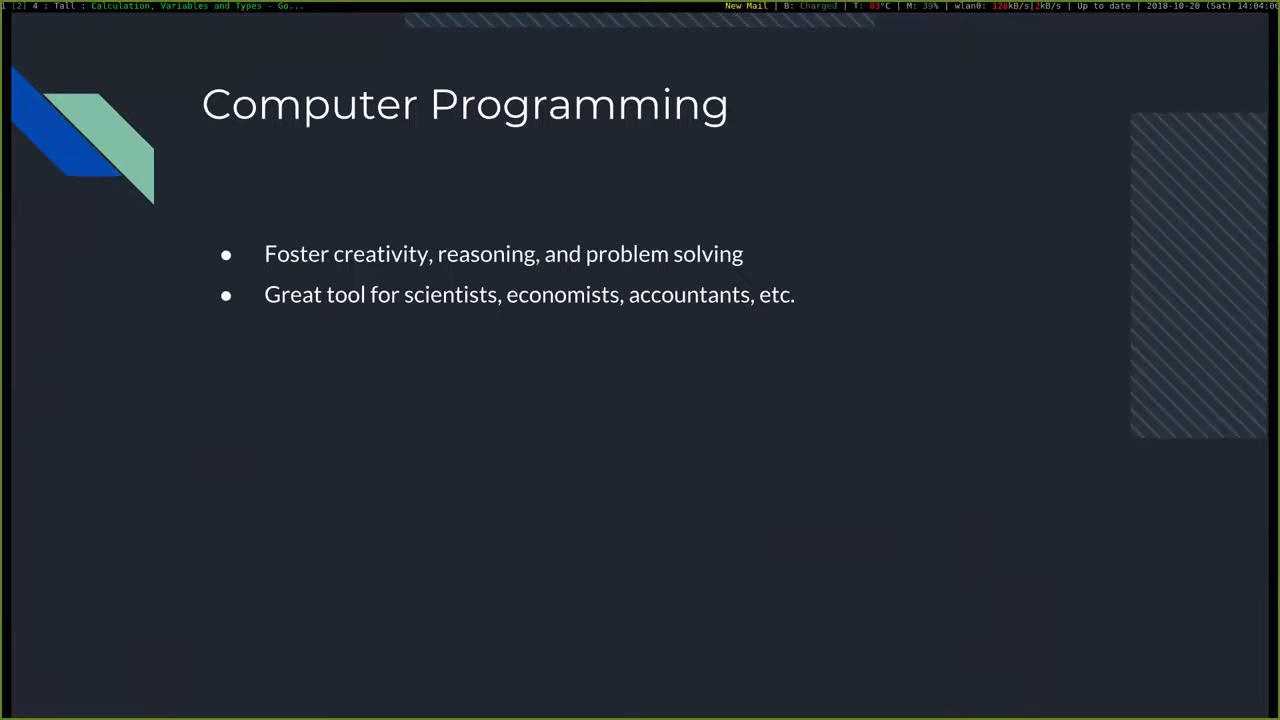 1 [2] 4 : Tall : Calculation, Variables and Types - Go... New Mail | B: Charged | T: 83°C | M: 39% | wlan0: 128kB/s|2kB/s | Up to date | 2018-10-20 (Sat) 14:04:06
Computer Programming
● Foster creativity, reasoning, and problem solving
● Great tool for scientists, economists, accountants, etc.